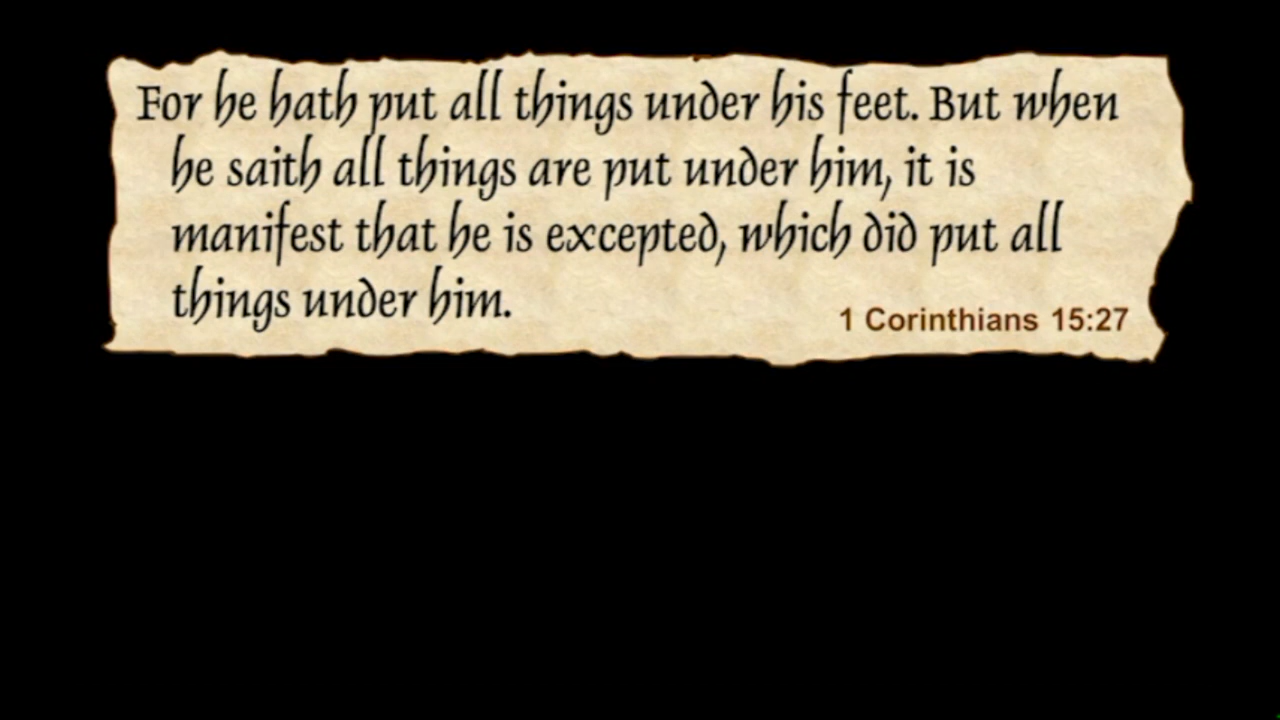 For he hath put all things under his feet. But when
he saith all things are put under him, it is
manifest that he is excepted, which did put all
things under him.
1 Corinthians 15:27